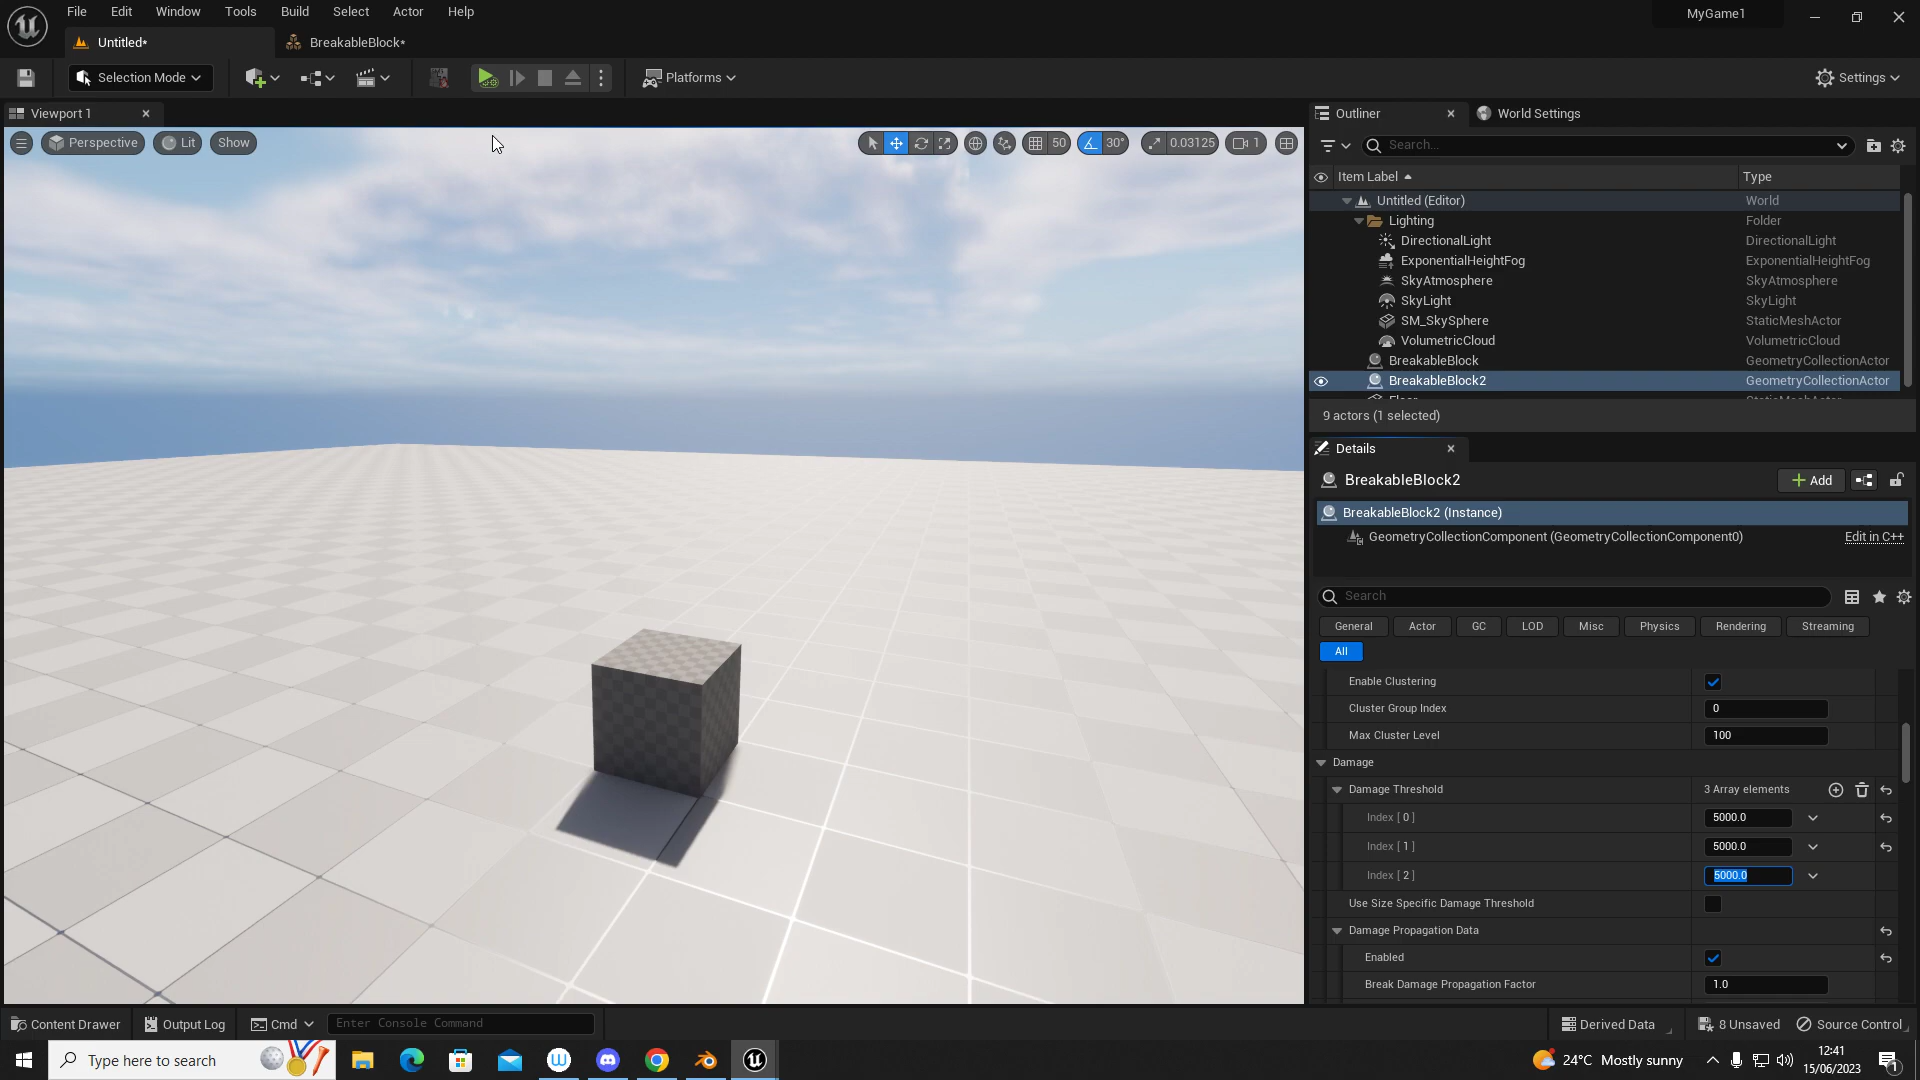 File Edit Window Tools Build Select Actor Help
MyGame1
Untitled*
BreakableBlock*
Selection Mode
Platforms
Settings
Viewport 1
Perspective
Lit
Show
50
30°
0.03125
1
Outliner
World Settings
Search...
Item Label Type
Untitled (Editor) World
Lighting Folder
DirectionalLight DirectionalLight
ExponentialHeightFog ExponentialHeightFog
SkyAtmosphere SkyAtmosphere
SkyLight SkyLight
SM_SkySphere StaticMeshActor
VolumetricCloud VolumetricCloud
BreakableBlock GeometryCollectionActor
BreakableBlock2 GeometryCollectionActor
9 actors (1 selected)
Details
BreakableBlock2
Add
BreakableBlock2 (Instance)
GeometryCollectionComponent (GeometryCollectionComponent0) Edit in C++
Search
General Actor GC LOD Misc Physics Rendering Streaming
All
Enable Clustering
Cluster Group Index 0
Max Cluster Level 100
Damage
Damage Threshold 3 Array elements
Index [ 0 ] 5000.0
Index [ 1 ] 5000.0
Index [ 2 ] 5000.0
Use Size Specific Damage Threshold
Damage Propagation Data
Enabled
Break Damage Propagation Factor 1.0
Content Drawer
Output Log
Cmd
Enter Console Command
Derived Data
8 Unsaved
Source Control
Type here to search
24°C Mostly sunny
12:41
15/06/2023
1